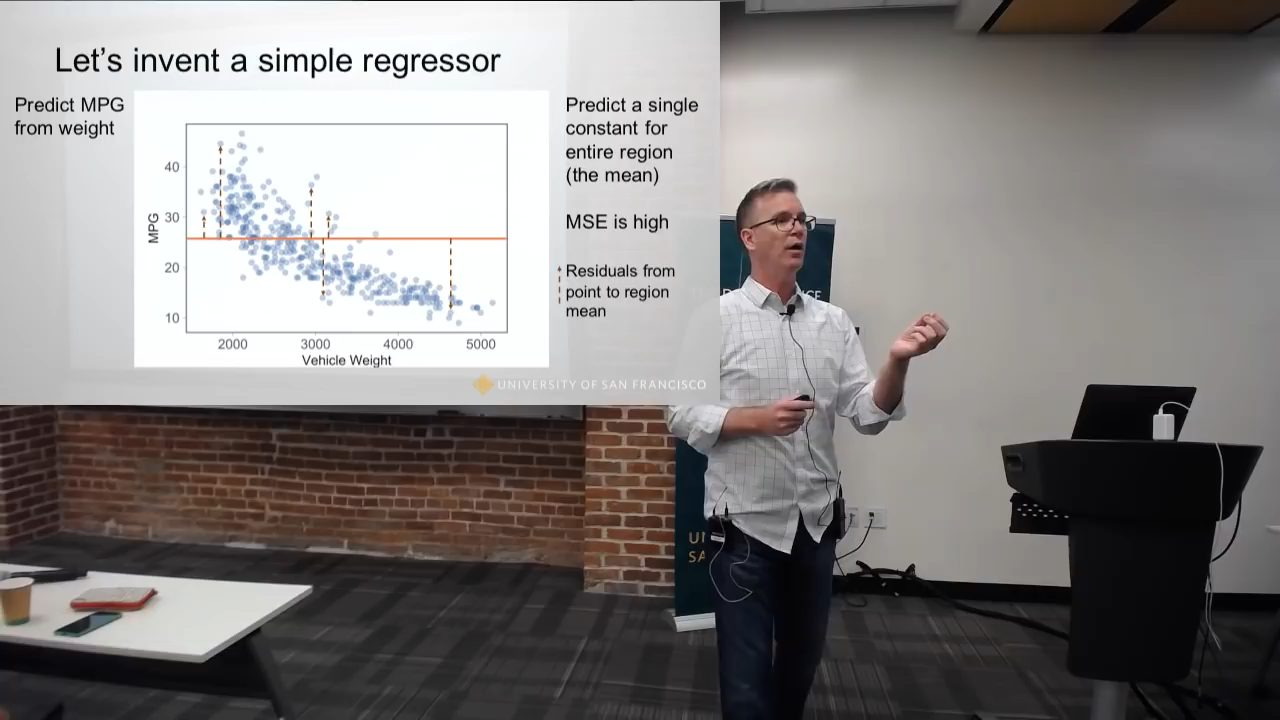 Let's invent a simple regressor
Predict MPG
from weight
MPG
40
30
20
10
2000
3000
4000
5000
Vehicle Weight
Predict a single
constant for
entire region
(the mean)
MSE is high
Residuals from
point to region
mean
UNIVERSITY OF SAN FRANCISCO